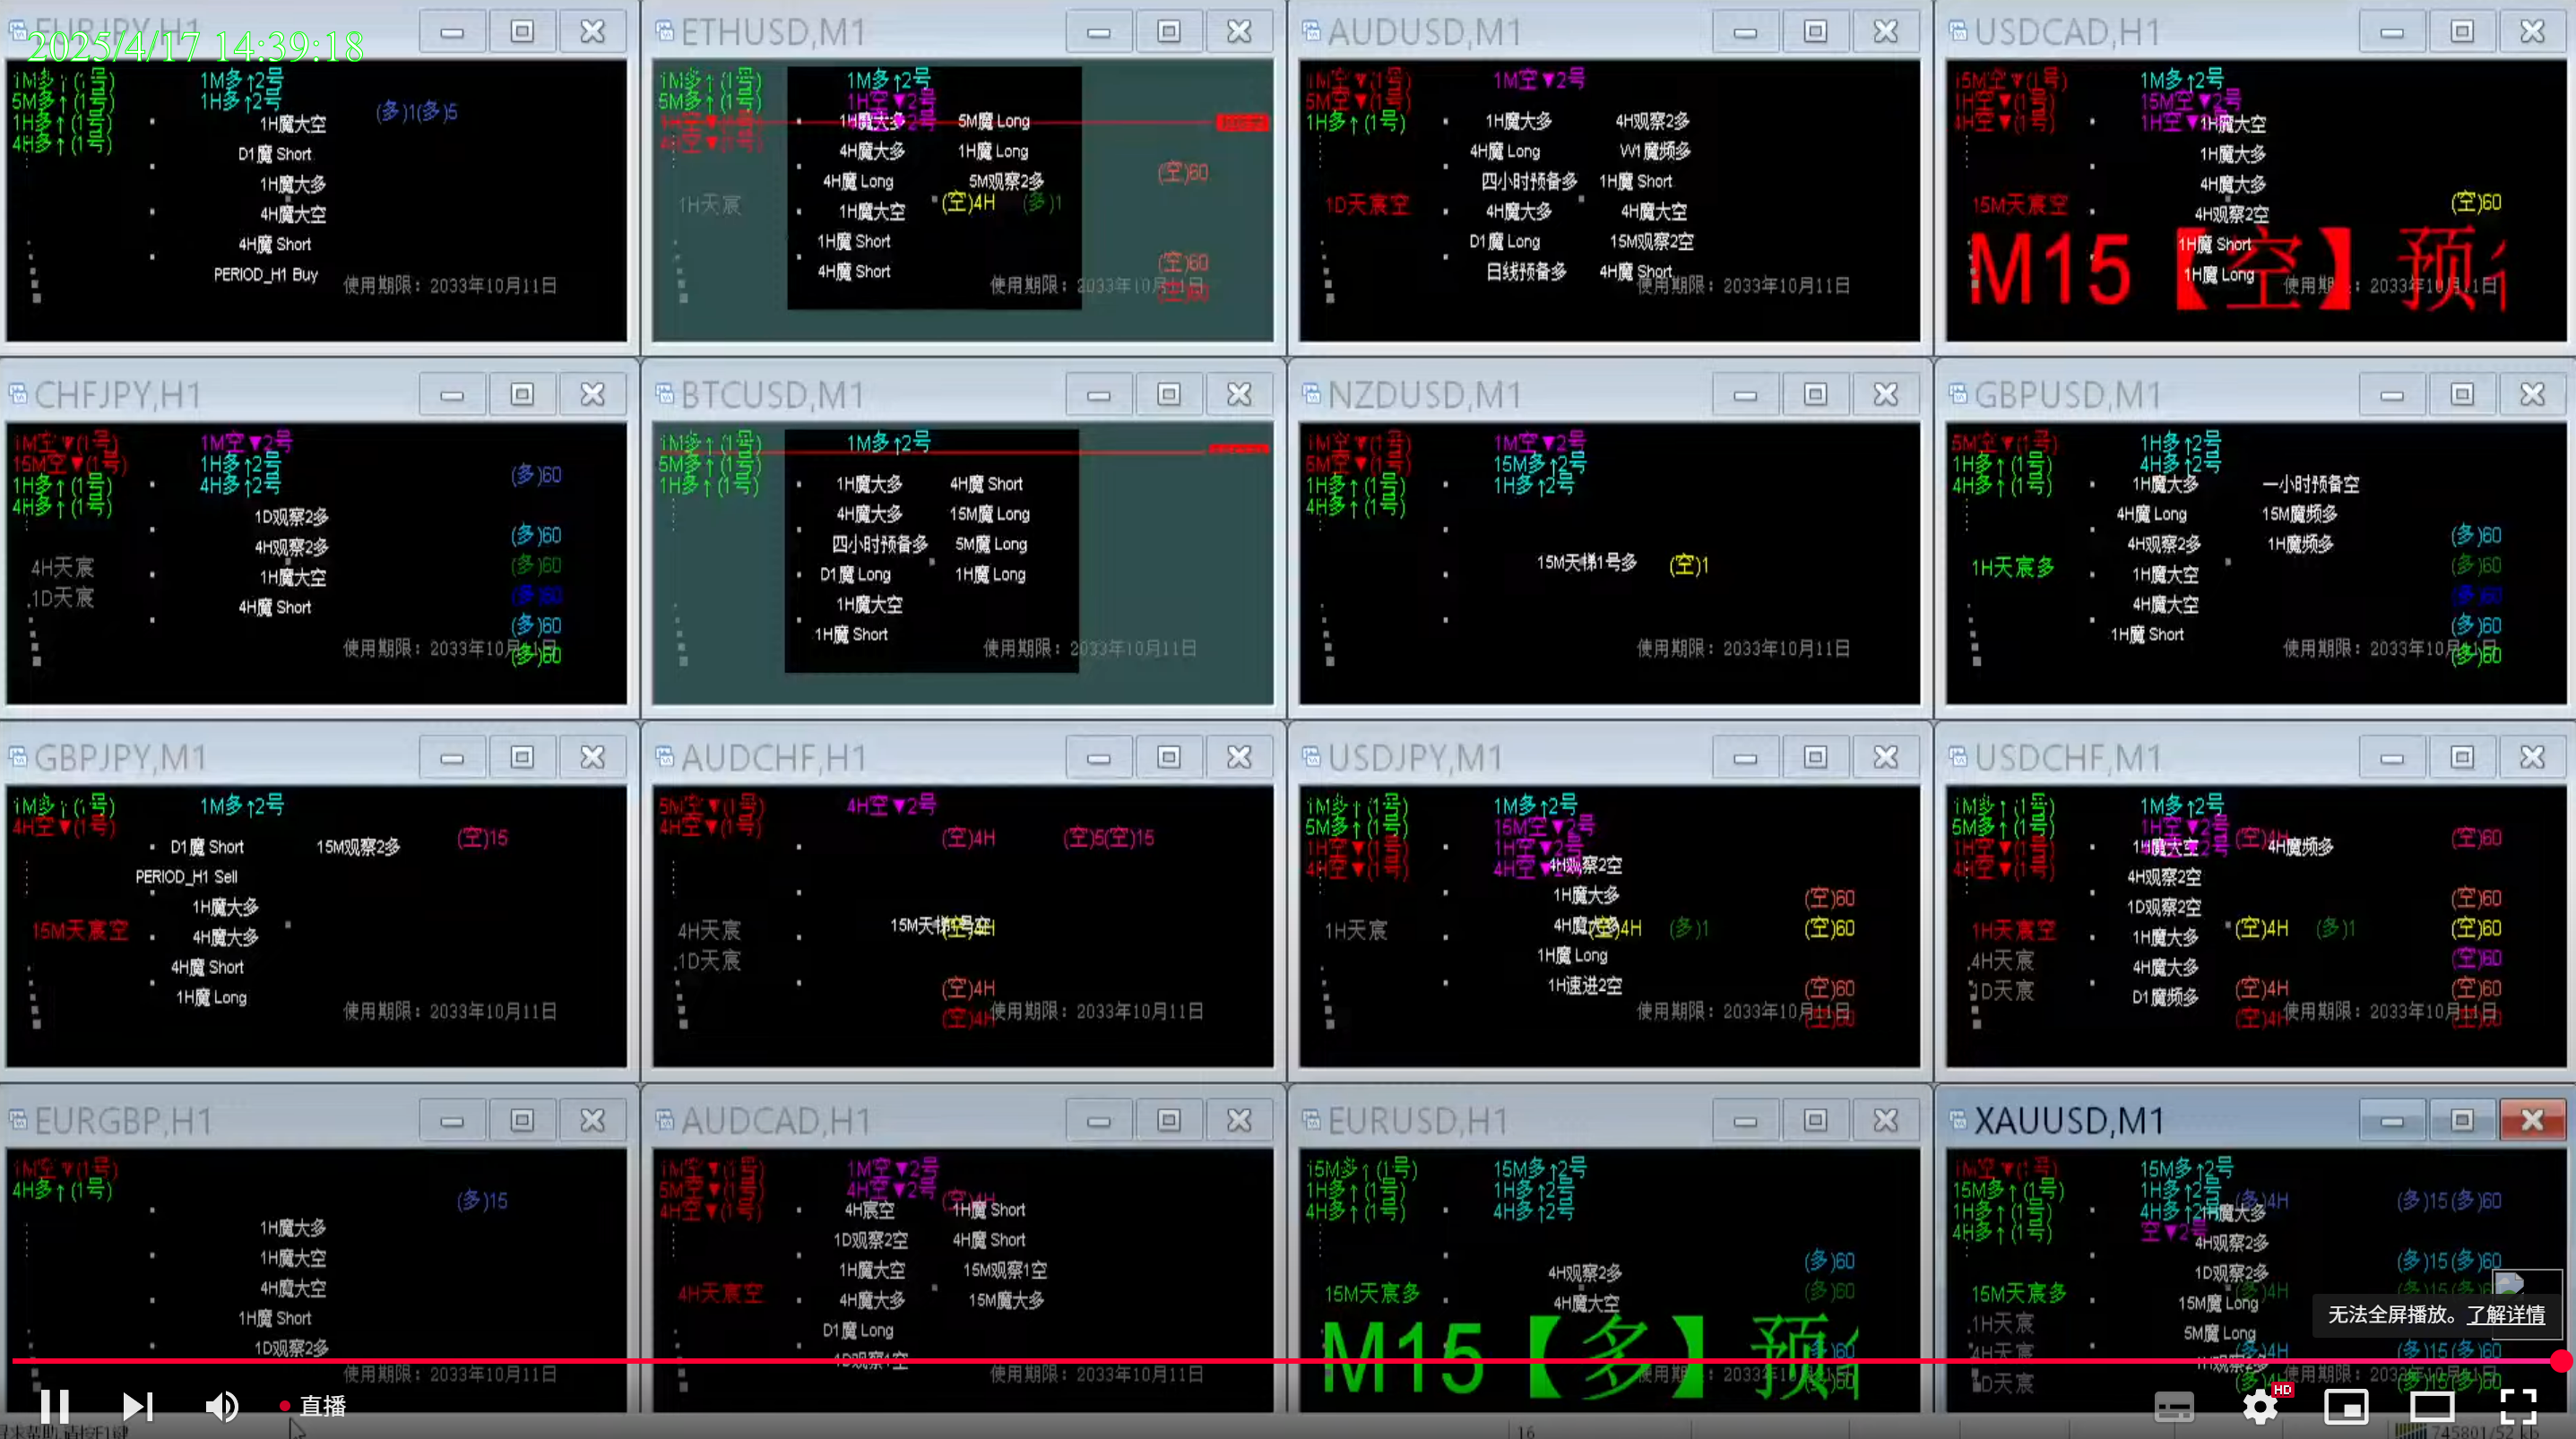 2025/4/17 14:39:18
EURJPY,H1
1M多↑(1号) 1M多↑2号
5M多↑(1号) 1H多↑2号
1H多↑(1号) 1H魔大空 (多)1(多)5
4H多↑(1号) D1魔 Short
1H魔大多
4H魔大空
4H魔 Short
PERIOD_H1 Buy
使用期限：2033年10月11日
ETHUSD,M1
1M多↑(1号) 1M多↑2号
5M多↑(1号) 1H空▼2号
1H魔大多 5M魔 Long
4H魔大多 1H魔 Long
(空)60
4H魔 Long 5M观察2多
1H天宸 1H魔大空 (空)4H (多)1
1H魔 Short
4H魔 Short (空)60
使用期限：2033年10月11日
AUDUSD,M1
1M空▼(1号) 1M空▼2号
5M空▼(1号)
1H多↑(1号) 1H魔大多 4H观察2多
4H魔 Long W1魔频多
四小时预备多 1H魔 Short
1D天宸空 4H魔大多 4H魔大空
D1魔 Long 15M观察2空
日线预备多 4H魔 Short
使用期限：2033年10月11日
USDCAD,H1
15M空▼(1号) 1M多↑2号
1H空▼(1号) 15M空▼2号
4H空▼(1号) 1H空▼2号
1H魔大空
1H魔大多
4H魔大多
15M天宸空 4H观察2空 (空)60
1H魔 Short
1H魔 Long
M15【空】预
使用期限：2033年10月11日
CHFJPY,H1
1M空▼(1号) 1M空▼2号
15M空▼(1号) 1H多↑2号
1H多↑(1号) 4H多↑2号 (多)60
4H多↑(1号) 1D观察2多
4H观察2多 (多)60
4H天宸 1H魔大空 (多)60
1D天宸 4H魔 Short (多)60
(多)60
使用期限：2033年10月11日
(多)60
BTCUSD,M1
1M多↑(1号) 1M多↑2号
5M多↑(1号)
1H多↑(1号) 1H魔大多 4H魔 Short
4H魔大多 15M魔 Long
四小时预备多 5M魔 Long
D1魔 Long 1H魔 Long
1H魔大空
1H魔 Short
使用期限：2033年10月11日
NZDUSD,M1
1M空▼(1号) 1M空▼2号
5M空▼(1号) 15M多↑2号
1H多↑(1号) 1H多↑2号
4H多↑(1号)
15M天梯1号多 (空)1
使用期限：2033年10月11日
GBPUSD,M1
5M空▼(1号) 1H多↑2号
1H多↑(1号) 4H多↑2号
4H多↑(1号) 1H魔大多 一小时预备空
4H魔 Long 15M魔频多
4H观察2多 1H魔频多 (多)60
1H天宸多 1H魔大空 (多)60
4H魔大空 (多)60
1H魔 Short (多)60
使用期限：2033年10月11日
(多)60
GBPJPY,M1
1M多↑(1号) 1M多↑2号
4H空▼(1号)
D1魔 Short 15M观察2多 (空)15
PERIOD_H1 Sell
1H魔大多
15M天宸空 4H魔大多
4H魔 Short
1H魔 Long
使用期限：2033年10月11日
AUDCHF,H1
5M空▼(1号) 4H空▼2号
4H空▼(1号) (空)4H (空)5(空)15
4H天宸 (空)4H
1D天宸
(空)4H
(空)4H 使用期限：2033年10月11日
USDJPY,M1
1M多↑(1号) 1M多↑2号
5M多↑(1号) 15M空▼2号
1H空▼(1号) 1H空▼2号
4H空▼(1号) 4H观察2空
1H魔大多 (空)60
1H天宸 4H魔大多 (空)4H (多)1 (空)60
1H魔 Long
1H速进2空 (空)60
使用期限：2033年10月11日
USDCHF,M1
1M多↑(1号) 1M多↑2号
5M多↑(1号) 1H空▼2号 (空)4H (空)60
1H空▼(1号) 1H魔大空 4H魔频多
4H空▼(1号) 4H观察2空
1D观察2空 (空)60
1H天宸空 1H魔大多 (空)4H (多)1 (空)60
4H天宸 4H魔大多 (空)60
1D天宸 D1魔频多 (空)4H (空)60
(空)4H 使用期限：2033年10月11日
EURGBP,H1
1M空▼(1号)
4H多↑(1号) (多)15
1H魔大多
1H魔大空
4H魔大空
1H魔 Short
1D观察2多
使用期限：2033年10月11日
AUDCAD,H1
1M空▼(1号) 1M空▼2号
5M空▼(1号) 4H空▼2号 (空)4H
4H空▼(1号) 4H宸空 1H魔 Short
1D观察2空 4H魔 Short
1H魔大空 15M观察1空
4H天宸空 4H魔大多 15M魔大多
D1魔 Long
1D观察1空
使用期限：2033年10月11日
EURUSD,H1
15M多↑(1号) 15M多↑2号
1H多↑(1号) 1H多↑2号
4H多↑(1号) 4H多↑2号
4H观察2多 (多)60
15M天宸多 4H魔大空 (多)60
M15【多】预
(多)60
使用期限：2033年10月11日
XAUUSD,M1
1M空▼(1号) 15M多↑2号
15M多↑(1号) 1H多↑2号 (多)4H (多)15(多)60
1H多↑(1号) 4H多↑2号 1H魔大多
4H多↑(1号) 空▼2号 4H观察2多
1D观察2多 (多)15(多)60
15M天宸多 15M魔 Long
1H天宸 5M魔 Long
4H天宸 (多)4H (多)15(多)60
1D天宸 使用期限：2033年10月11日
无法全屏播放。了解详情
直播
HD
16
745801/52 kb